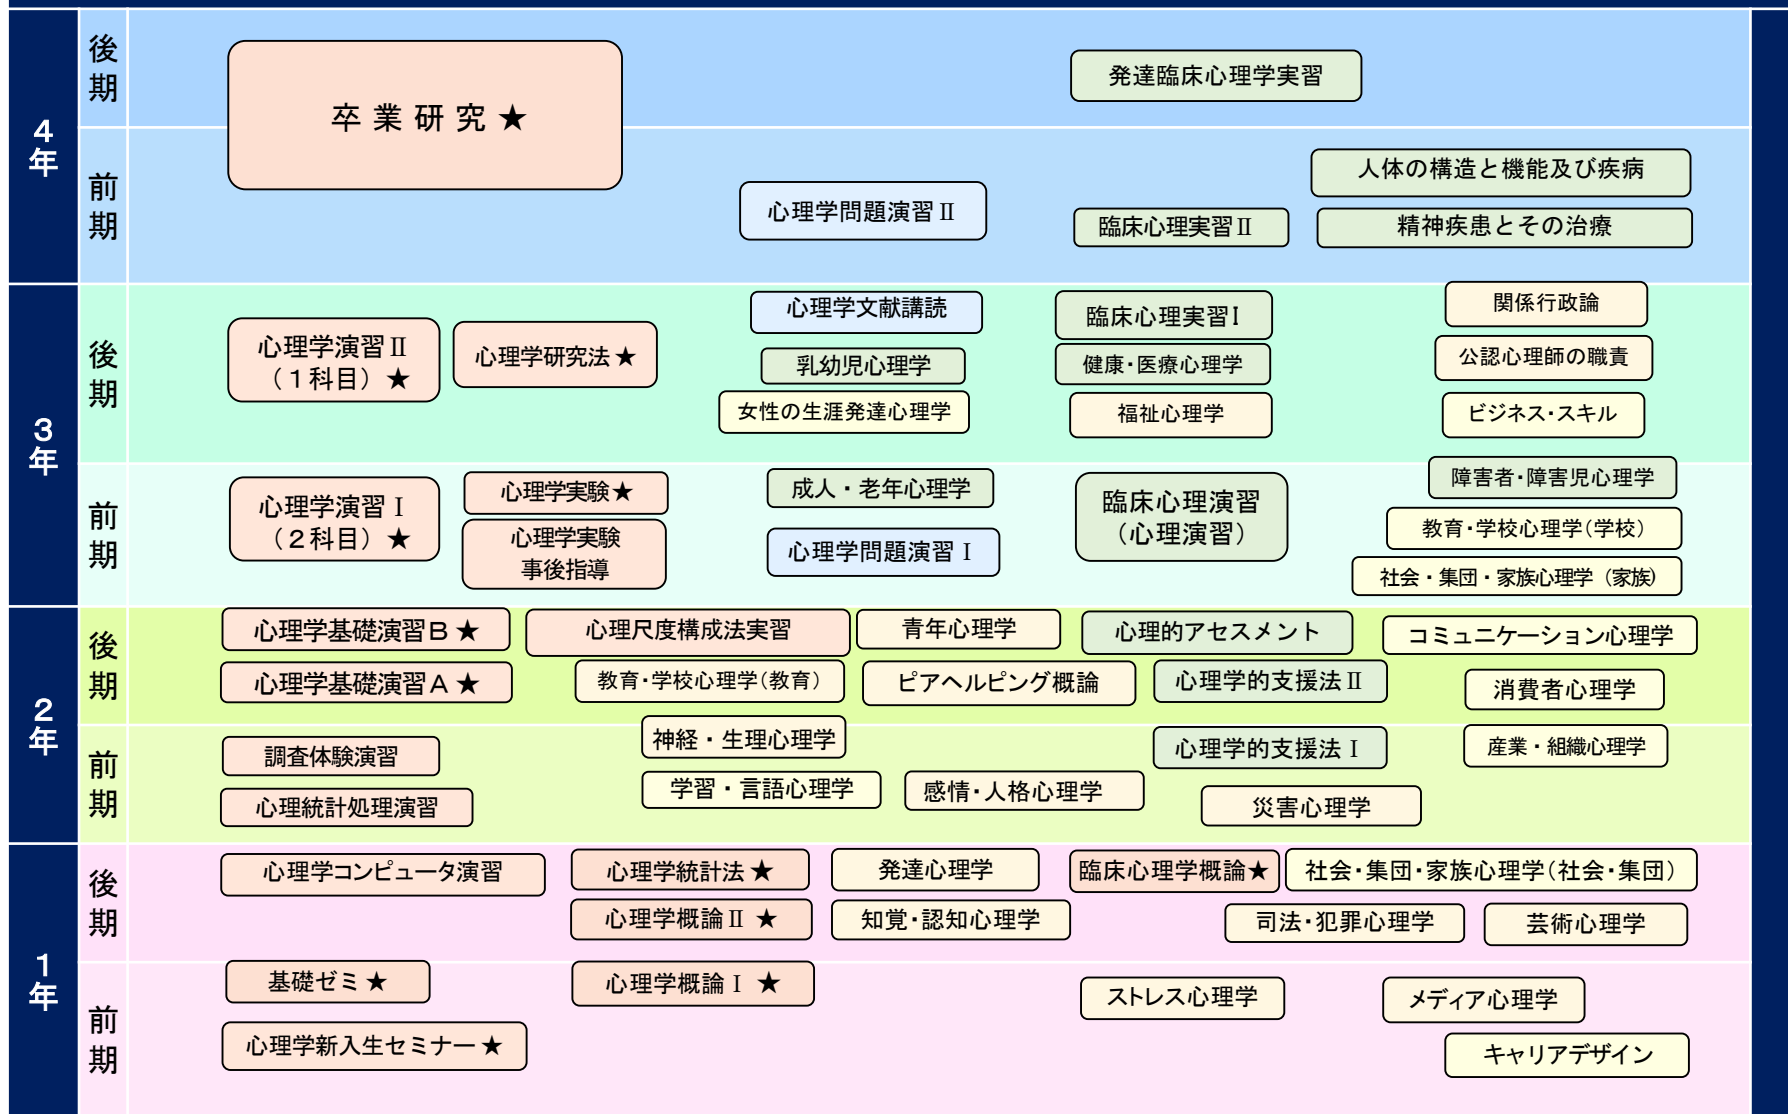 4年
後期
卒業研究★
発達臨床心理学実習
前期
人体の構造と機能及び疾病
心理学問題演習Ⅱ
臨床心理実習Ⅱ
精神疾患とその治療
3年
後期
心理学演習Ⅱ
（1科目）★
心理学研究法★
心理学文献講読
臨床心理実習Ⅰ
関係行政論
乳幼児心理学
健康・医療心理学
公認心理師の職責
女性の生涯発達心理学
福祉心理学
ビジネス・スキル
前期
心理学演習Ⅰ
（2科目）★
心理学実験★
心理学実験
事後指導
成人・老年心理学
心理学問題演習Ⅰ
臨床心理演習
（心理演習）
障害者・障害児心理学
教育・学校心理学（学校）
社会・集団・家族心理学（家族）
2年
後期
心理学基礎演習B★
心理尺度構成法実習
青年心理学
心理的アセスメント
コミュニケーション心理学
心理学基礎演習A★
教育・学校心理学（教育）
ピアヘルピング概論
心理学的支援法Ⅱ
消費者心理学
前期
調査体験演習
神経・生理心理学
心理学的支援法Ⅰ
産業・組織心理学
心理統計処理演習
学習・言語心理学
感情・人格心理学
災害心理学
1年
後期
心理学コンピュータ演習
心理学統計法★
発達心理学
臨床心理学概論★
社会・集団・家族心理学（社会・集団）
心理学概論Ⅱ★
知覚・認知心理学
司法・犯罪心理学
芸術心理学
前期
基礎ゼミ★
心理学概論Ⅰ★
ストレス心理学
メディア心理学
心理学新入生セミナー★
キャリアデザイン